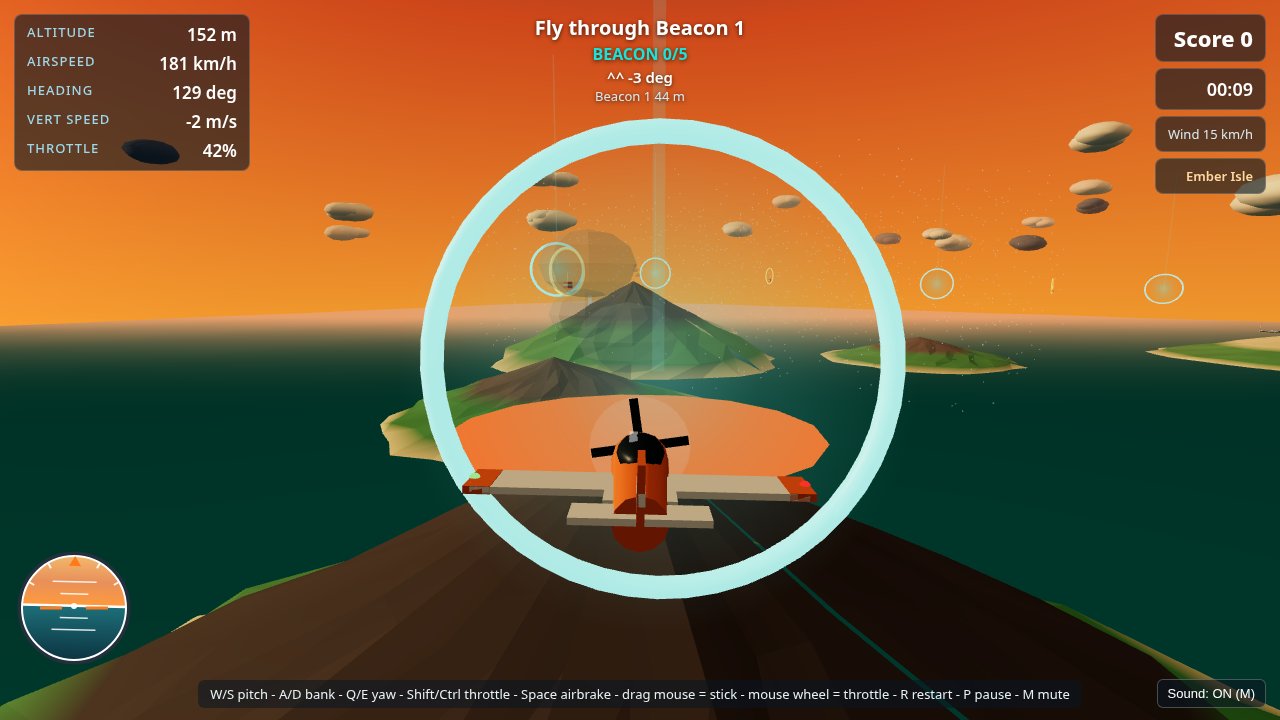 ALTITUDE 152 m
AIRSPEED 181 km/h
HEADING 129 deg
VERT SPEED -2 m/s
THROTTLE 42%
Fly through Beacon 1
BEACON 0/5
^^ -3 deg
Beacon 1 44 m
Score 0
00:09
Wind 15 km/h
Ember Isle
W/S pitch - A/D bank - Q/E yaw - Shift/Ctrl throttle - Space airbrake - drag mouse = stick - mouse wheel = throttle - R restart - P pause - M mute
Sound: ON (M)